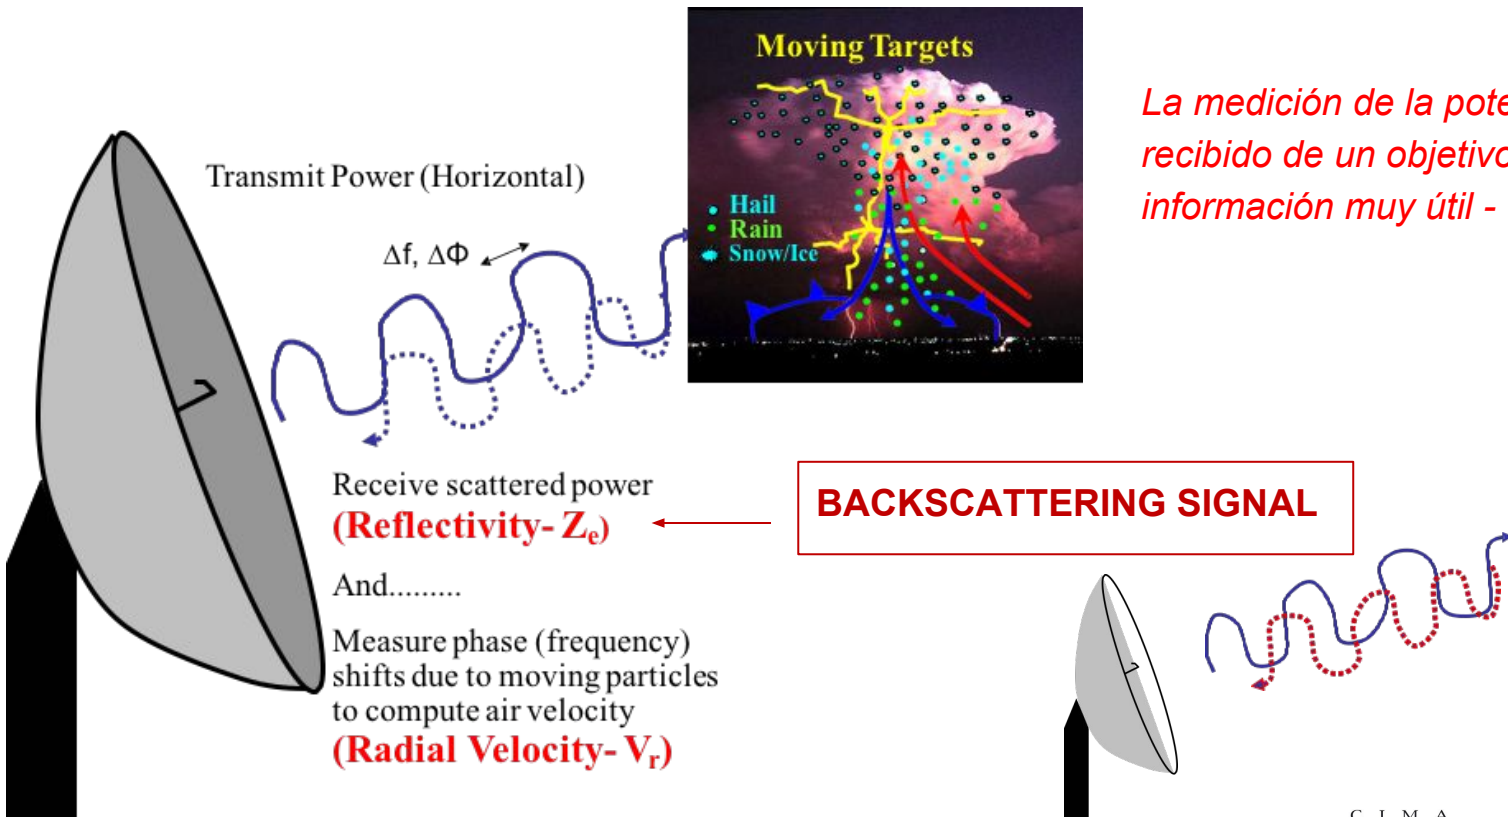 Moving Targets
Hail
Rain
Snow/Ice
La medición de la
recibido de un objetivo
información muy útil -
Transmit Power (Horizontal)
Δf, ΔΦ
Receive scattered power
(Reflectivity- Ze)
And.........
Measure phase (frequency)
shifts due to moving particles
to compute air velocity
(Radial Velocity- Vr)
BACKSCATTERING SIGNAL